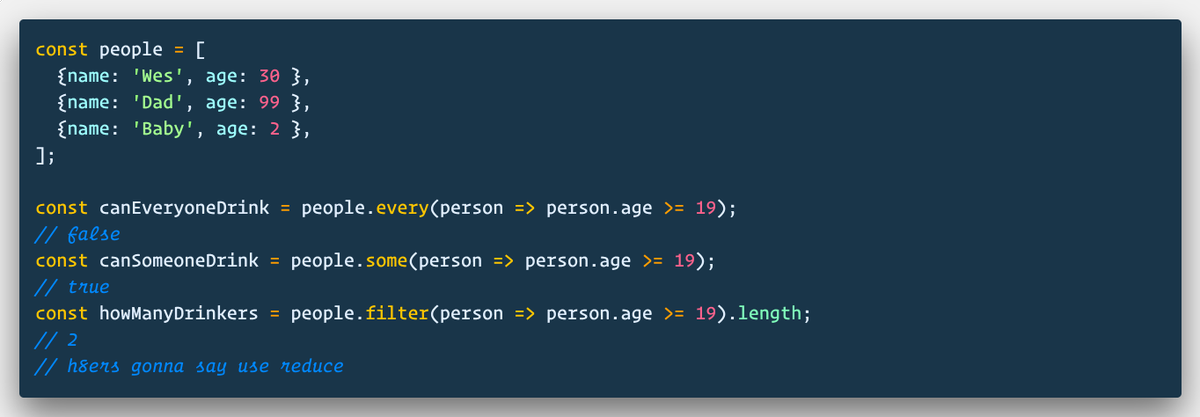 const people = [
  {name: 'Wes', age: 30 },
  {name: 'Dad', age: 99 },
  {name: 'Baby', age: 2 },
];

const canEveryoneDrink = people.every(person => person.age >= 19);
// false
const canSomeoneDrink = people.some(person => person.age >= 19);
// true
const howManyDrinkers = people.filter(person => person.age >= 19).length;
// 2
// h8ers gonna say use reduce